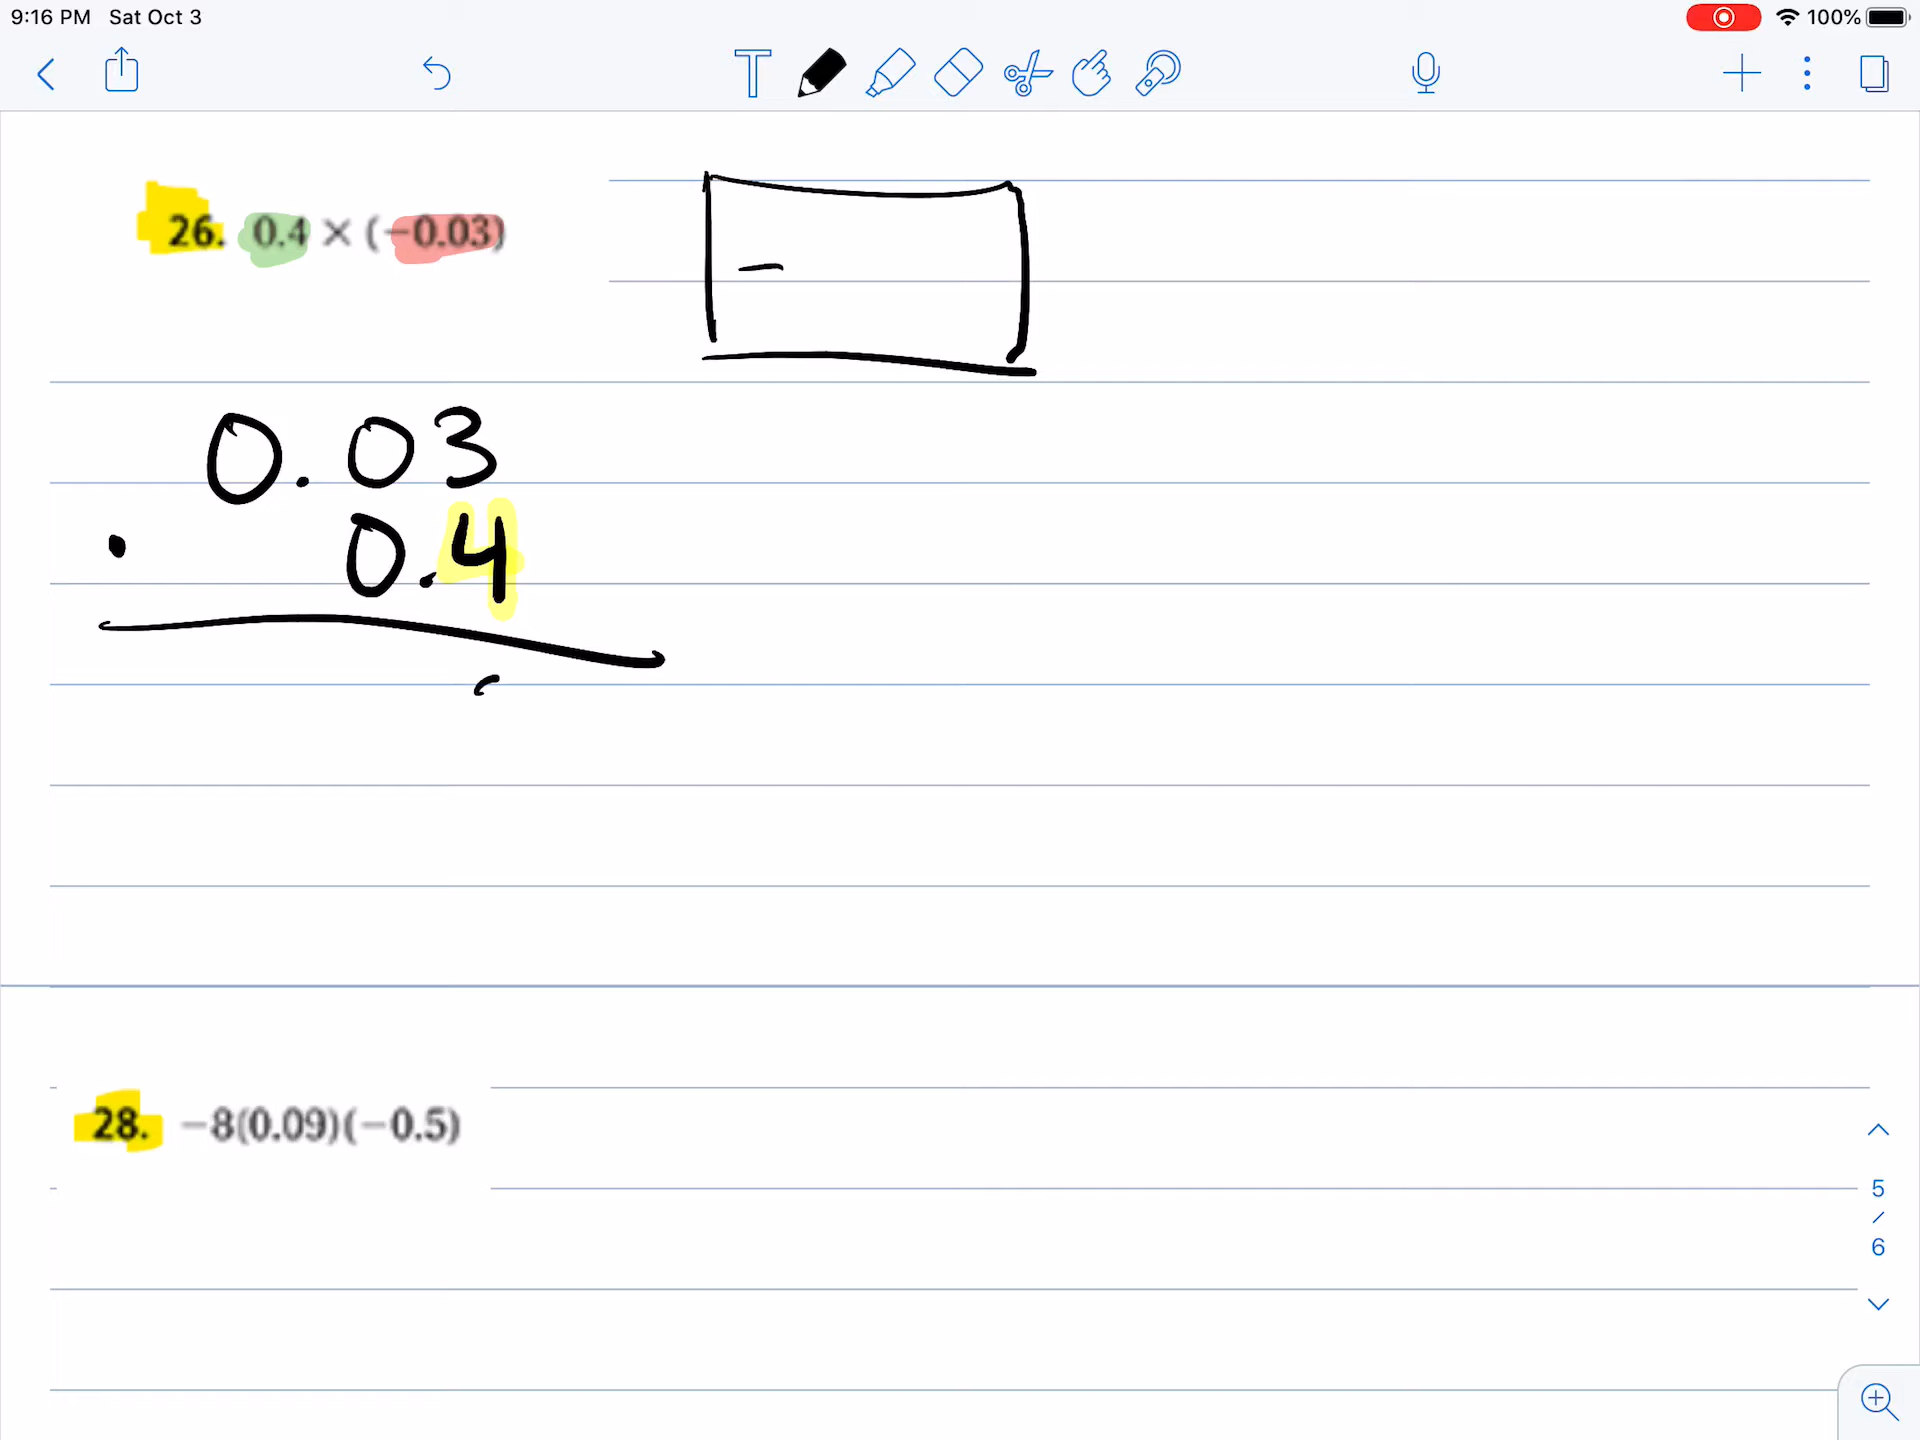 9:16 PM Sat Oct 3
100%
T
26. 0.4 × (−0.03)
−
0.03
· 0.4
28. −8(0.09)(−0.5)
5
/
6